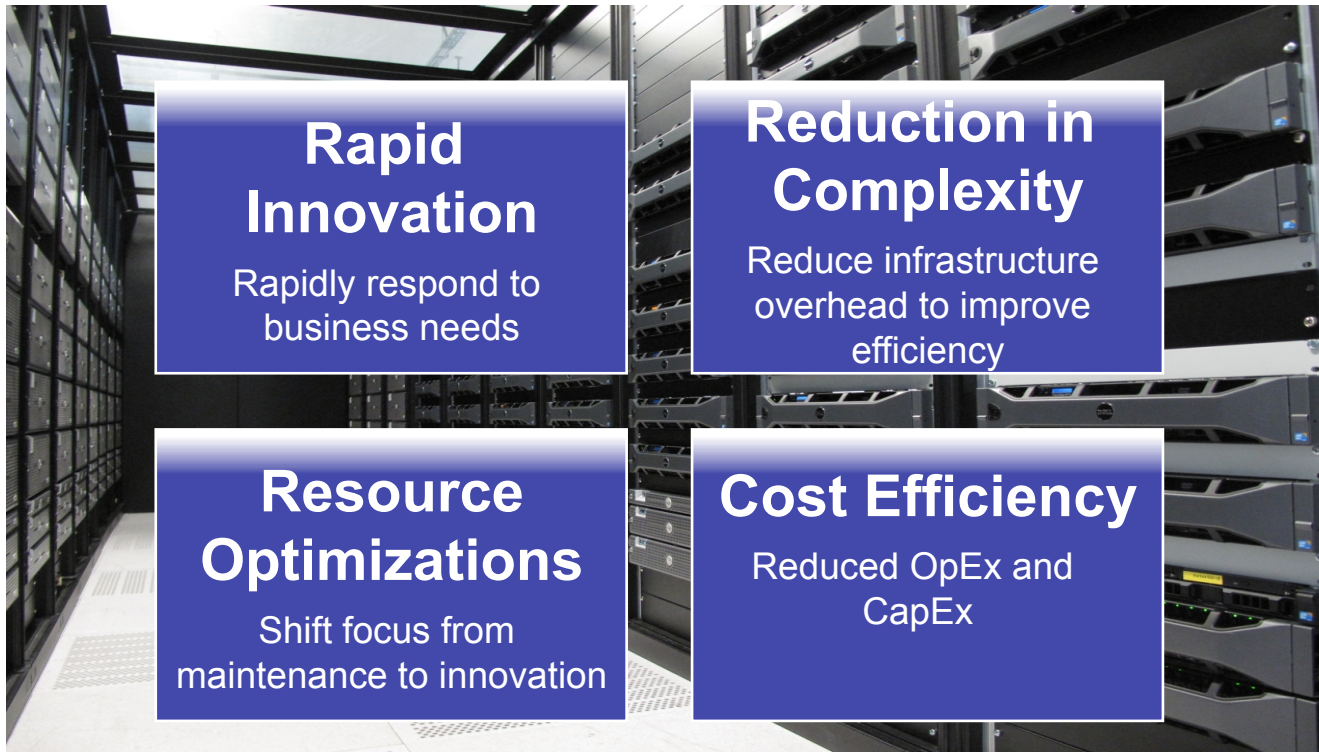 Rapid
Innovation
Rapidly respond to
business needs
Reduction in
Complexity
Reduce infrastructure
overhead to improve
efficiency
Resource
Optimizations
Shift focus from
maintenance to innovation
Cost Efficiency
Reduced OpEx and
CapEx
DELL